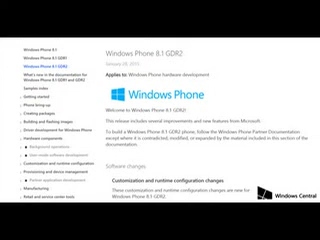 Windows Phone 8.1
Windows Phone 8.1 GDR1
Windows Phone 8.1 GDR2
What's new in the documentation for
Windows Phone 8.1 GDR1 and GDR2
Samples index
Getting started
Phone bring-up
Creating packages
Building and flashing images
Driver development for Windows Phone
Hardware components
Background operations
User-mode software development
Customizations and runtime configuration
Provisioning and device management
Partner application development
Manufacturing
Retail and service center tools
Windows Phone 8.1 GDR2
January 29, 2015
Applies to: Windows Phone hardware development
Windows Phone
Welcome to Windows Phone 8.1 GDR2!
This release includes several improvements and new features from Microsoft.
To build a Windows Phone 8.1 GDR2 phone, follow the Windows Phone Partner Documentation
except where it is contradicted, modified, or expanded by the material included in this section of the
documentation.
Software changes
Customization and runtime configuration changes
These customizations and runtime configuration changes are new for
Windows Phone 8.1 GDR2.
Windows Central